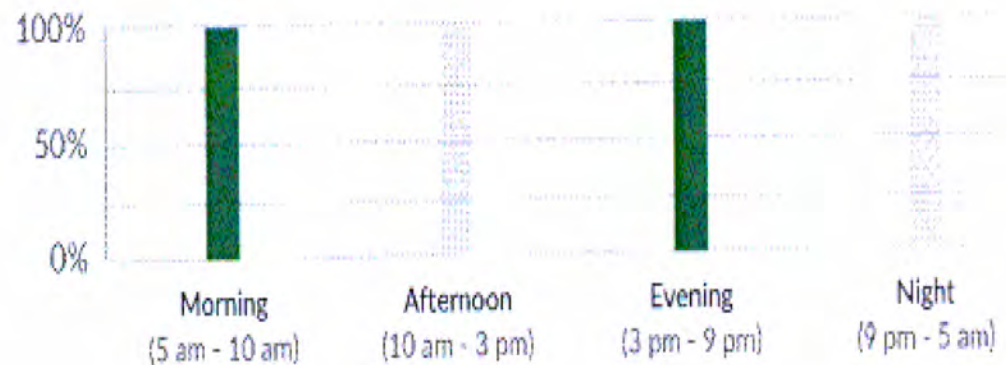 100%
50%
0%
Morning
Afternoon
Evening
Night
(5 am - 10 am)
(10 am - 3 pm)
(3 pm - 9 pm)
(9 pm - 5 am)